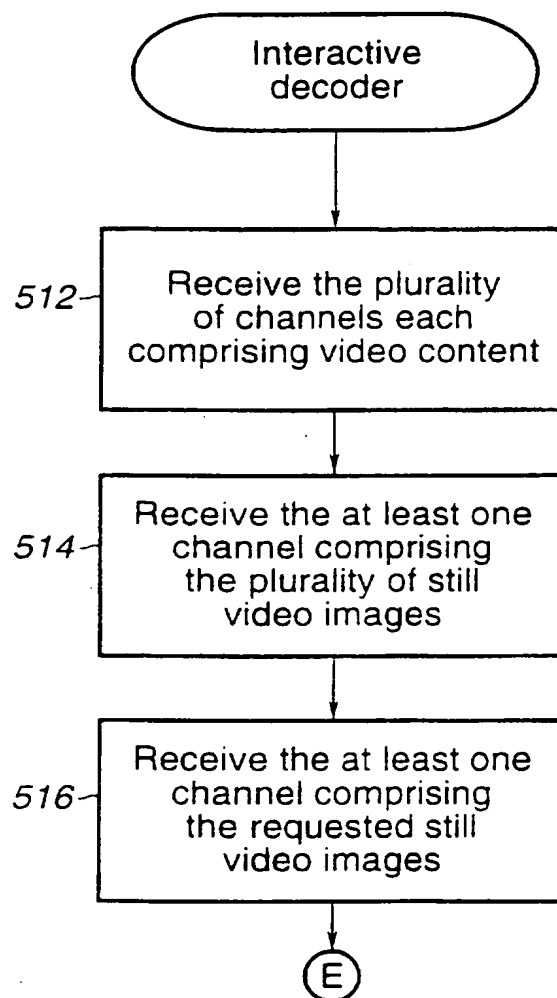 Interactive
decoder
512
Receive the plurality
of channels each
comprising video content
514
Receive the at least one
channel comprising
the plurality of still
video images
516
Receive the at least one
channel comprising
the requested still
video images
E